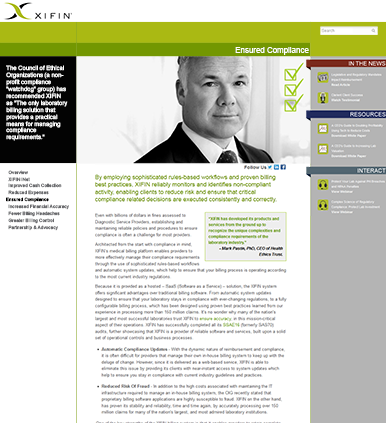 XIFIN
Search
Ensured Compliance
The Council of Ethical
Organizations (a non-
profit compliance
"watchdog" group) has
recommended XIFIN
as "The only laboratory
billing solution that
provides a practical
means for managing
compliance
requirements."
Overview
XIFIN.Net
Improved Cash Collection
Reduced Expenses
Ensured Compliance
Increased Financial Accuracy
Fewer Billing Headaches
Greater Billing Control
Partnership & Advocacy
Follow Us
By employing sophisticated rules-based workflows and proven billing
best practices, XIFIN reliably monitors and identifies non-compliant
activity, enabling clients to reduce risk and ensure that critical
compliance related decisions are executed consistently and correctly.
Even with billions of dollars in fines assessed to
Diagnostic Service Providers, establishing and
maintaining reliable policies and procedures to ensure
compliance is often a challenge for most providers.
Architected from the start with compliance in mind,
XIFIN's medical billing platform enables providers to
more effectively manage their compliance requirements
through the use of sophisticated rules-based workflows
and automatic system updates, which help to ensure that your billing process is operating according
to the most current industry regulations.
"XIFIN has developed its products and
services from the ground up to
recognize the unique complexities and
compliance requirements of the
laboratory industry."
- Mark Pastin, PhD, CEO of Health
Ethics Trust,
Because it is provided as a hosted – SaaS (Software as a Service) – solution, the XIFIN system
offers significant advantages over traditional billing software. From automatic system updates
designed to ensure that your laboratory stays in compliance with ever-changing regulations, to a fully
configurable billing process, which has been designed using proven best practices learned from our
experience in processing more than 160 million claims. It's no wonder why many of the nation's
largest and most successful laboratories trust XIFIN to ensure accuracy, in this mission-critical
aspect of their operations. XIFIN has successfully completed all its SSAE16 (formerly SAS70)
audits, further showcasing that XIFIN is a provider of reliable software and services, built upon a solid
set of operational controls and business processes.
Automatic Compliance Updates - With the dynamic nature of reimbursement and compliance,
it is often difficult for providers that manage their own in-house billing system to keep up with the
deluge of change. However, since it is delivered as a web-based service, XIFIN is able to
eliminate this issue by providing its clients with near-instant access to system updates which
help to ensure you stay in compliance with current industry guidelines and practices.
Reduced Risk Of Fraud - In addition to the high costs associated with maintaining the IT
infrastructure required to manage an in-house billing system, the OIG recently stated that
proprietary billing software applications are highly susceptible to fraud. XIFIN on the other hand,
has proven its stability and reliability, time and time again, by accurately processing over 160
million claims for many of the nation's largest, and most admired laboratory institutions.
IN THE NEWS
Read Article
RESOURCES
Download White Paper
Download White Paper
INTERACT
View Webinar
View Webinar